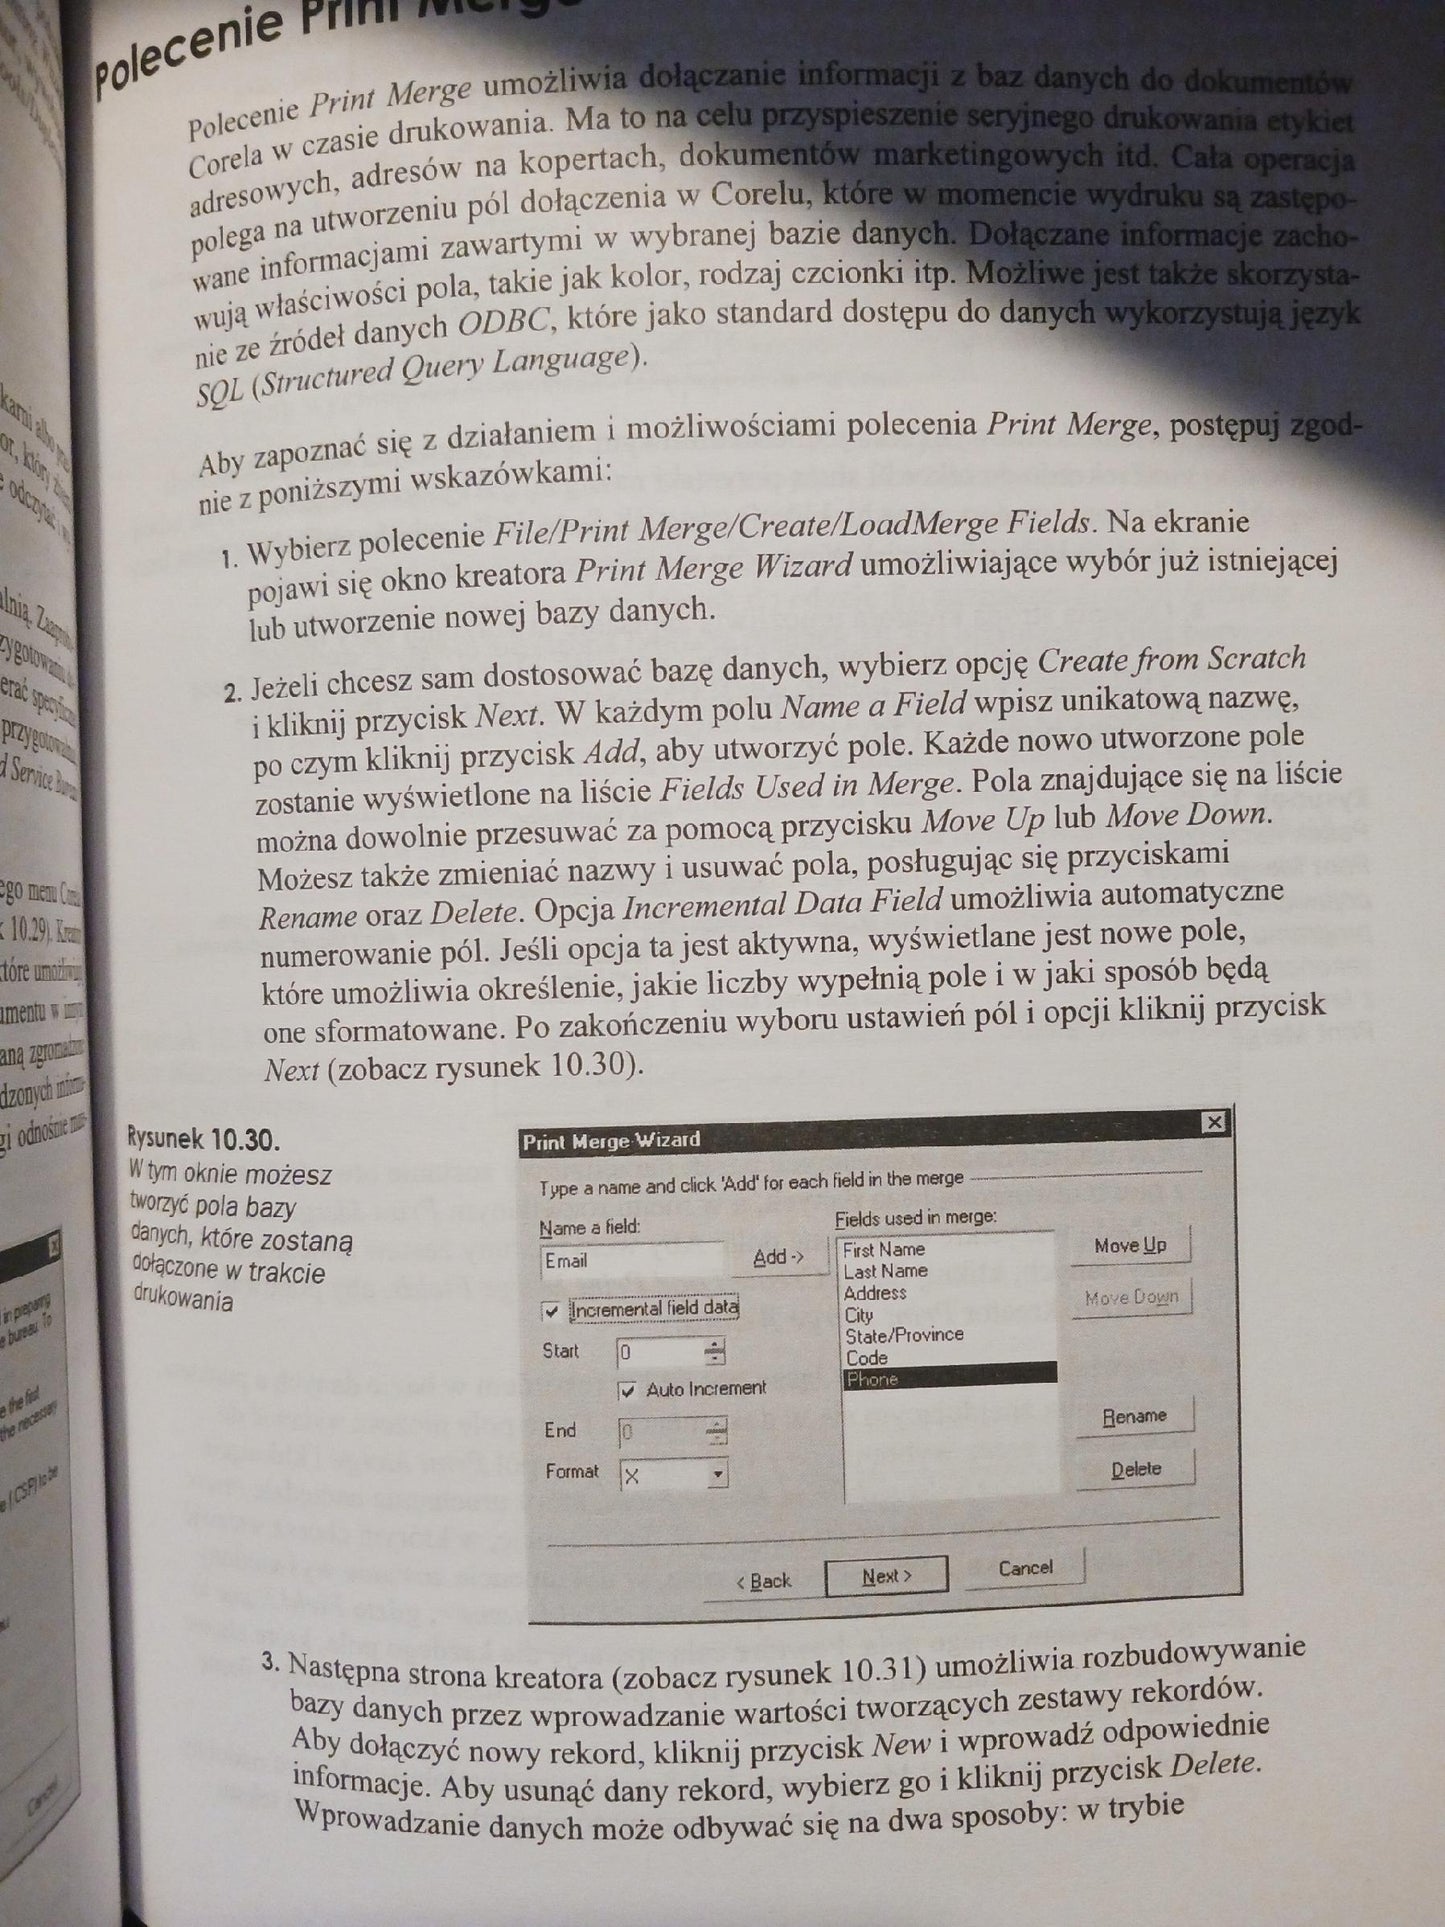 Polecenie Print Merge
Polecenie Print Merge umożliwia dołączanie informacji z baz danych do dokumentów
Corela w czasie drukowania. Ma to na celu przyspieszenie seryjnego drukowania etykiet
adresowych, adresów na kopertach, dokumentów marketingowych itd. Cała operacja
polega na utworzeniu pól dołączenia w Corelu, które w momencie wydruku są zastępo-
wane informacjami zawartymi w wybranej bazie danych. Dołączane informacje zacho-
wują właściwości pola, takie jak kolor, rodzaj czcionki itp. Możliwe jest także skorzysta-
nie ze źródeł danych ODBC, które jako standard dostępu do danych wykorzystują język
SQL (Structured Query Language).
Aby zapoznać się z działaniem i możliwościami polecenia Print Merge, postępuj zgod-
nie z poniższymi wskazówkami:
1. Wybierz polecenie File/Print Merge/Create/LoadMerge Fields. Na ekranie
pojawi się okno kreatora Print Merge Wizard umożliwiające wybór już istniejącej
lub utworzenie nowej bazy danych.
2. Jeżeli chcesz sam dostosować bazę danych, wybierz opcję Create from Scratch
i kliknij przycisk Next. W każdym polu Name a Field wpisz unikatową nazwę,
po czym kliknij przycisk Add, aby utworzyć pole. Każde nowo utworzone pole
zostanie wyświetlone na liście Fields Used in Merge. Pola znajdujące się na liście
można dowolnie przesuwać za pomocą przycisku Move Up lub Move Down.
Możesz także zmieniać nazwy i usuwać pola, posługując się przyciskami
Rename oraz Delete. Opcja Incremental Data Field umożliwia automatyczne
numerowanie pól. Jeśli opcja ta jest aktywna, wyświetlane jest nowe pole,
które umożliwia określenie, jakie liczby wypełnią pole i w jaki sposób będą
one sformatowane. Po zakończeniu wyboru ustawień pól i opcji kliknij przycisk
Next (zobacz rysunek 10.30).
Rysunek 10.30.
W tym oknie możesz
tworzyć pola bazy
danych, które zostaną
dołączone w trakcie
drukowania
Print Merge Wizard
Type a name and click 'Add' for each field in the merge
Name a field:
Fields used in merge:
Email
Add ->
First Name
Last Name
Address
City
State/Province
Code
Phone
Move Up
Move Down
Incremental field data
Start 0
Auto Increment
End 0
Format X
Rename
Delete
< Back
Next >
Cancel
3. Następna strona kreatora (zobacz rysunek 10.31) umożliwia rozbudowywanie
bazy danych przez wprowadzanie wartości tworzących zestawy rekordów.
Aby dołączyć nowy rekord, kliknij przycisk New i wprowadź odpowiednie
informacje. Aby usunąć dany rekord, wybierz go i kliknij przycisk Delete.
Wprowadzanie danych może odbywać się na dwa sposoby: w trybie